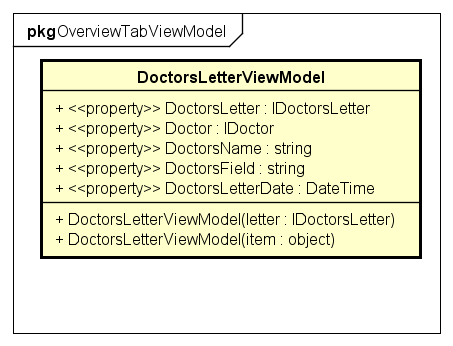 pkg OverviewTabViewModel
DoctorsLetterViewModel
+ <<property>> DoctorsLetter : IDoctorsLetter
+ <<property>> Doctor : IDoctor
+ <<property>> DoctorsName : string
+ <<property>> DoctorsField : string
+ <<property>> DoctorsLetterDate : DateTime
+ DoctorsLetterViewModel(letter : IDoctorsLetter)
+ DoctorsLetterViewModel(item : object)